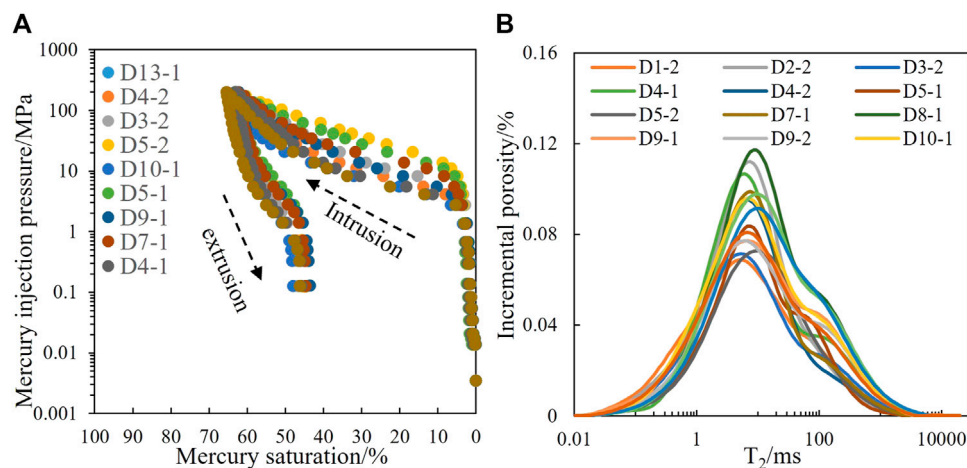 A
Mercury injection pressure/MPa
1000
100
10
1
0.1
0.01
0.001
D13-1
D4-2
D3-2
D5-2
D10-1
D5-1
D9-1
D7-1
D4-1
extrusion
Intrusion
100 90 80 70 60 50 40 30 20 10 0
Mercury saturation/%
B
Incremental porosity/%
0.16
0.12
0.08
0.04
0
D1-2 D2-2 D3-2
D4-1 D4-2 D5-1
D5-2 D7-1 D8-1
D9-1 D9-2 D10-1
0.01 1 100 10000
T2/ms